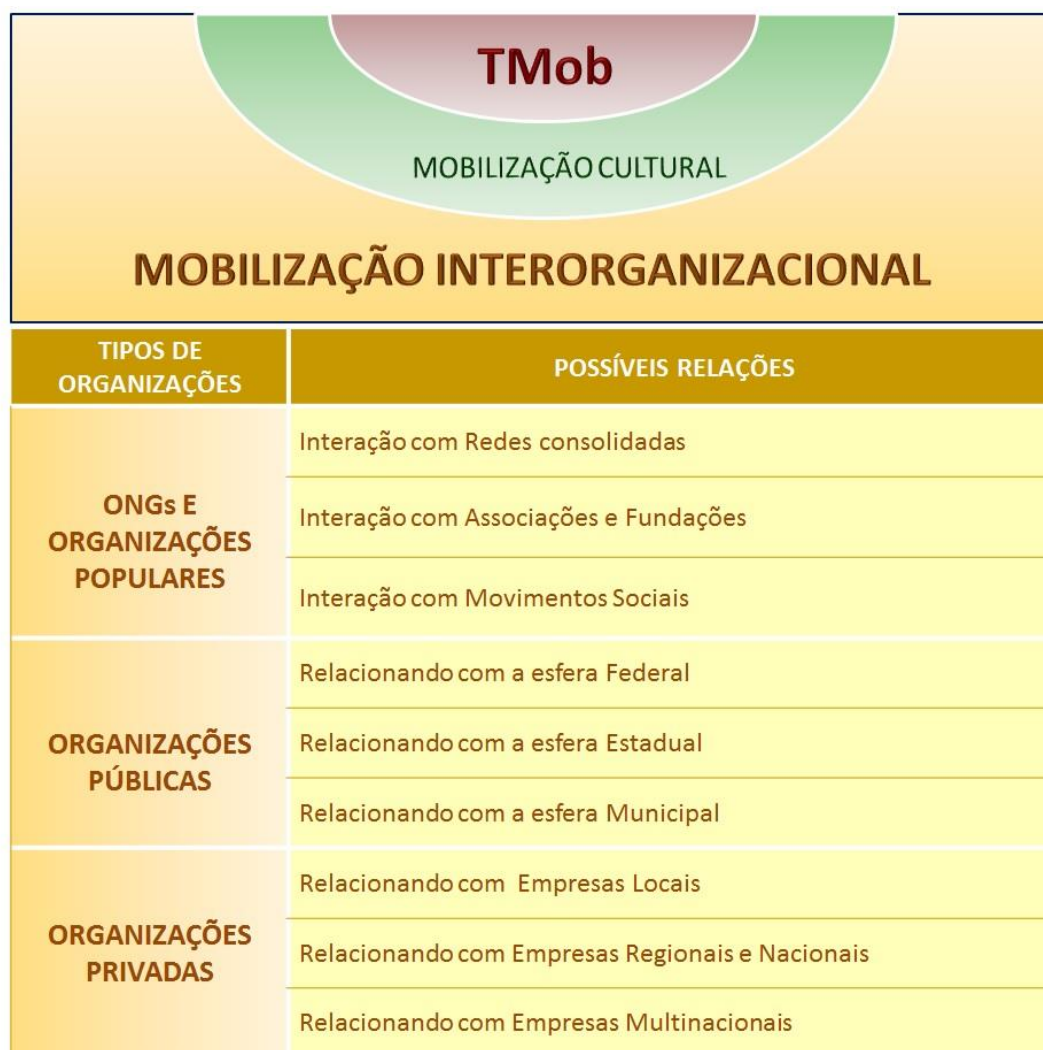 TMob
MOBILIZAÇÃO CULTURAL
MOBILIZAÇÃO INTERORGANIZACIONAL
TIPOS DE
ORGANIZAÇÕES
POSSÍVEIS RELAÇÕES
ONGs E
ORGANIZAÇÕES
POPULARES
Interação com Redes consolidadas
Interação com Associações e Fundações
Interação com Movimentos Sociais
ORGANIZAÇÕES
PÚBLICAS
Relacionando com a esfera Federal
Relacionando com a esfera Estadual
Relacionando com a esfera Municipal
ORGANIZAÇÕES
PRIVADAS
Relacionando com Empresas Locais
Relacionando com Empresas Regionais e Nacionais
Relacionando com Empresas Multinacionais